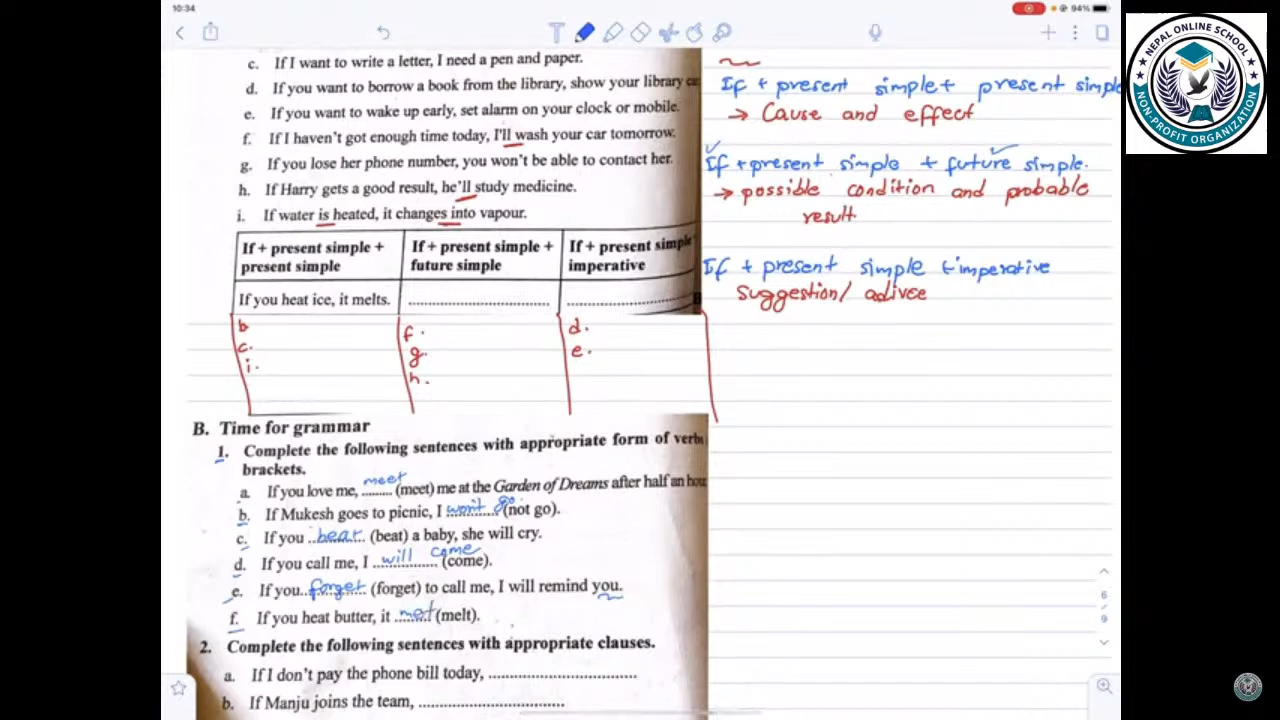 10:34
94%
NEPAL ONLINE SCHOOL
NON-PROFIT ORGANIZATION
c. If I want to write a letter, I need a pen and paper.
d. If you want to borrow a book from the library, show your library
e. If you want to wake up early, set alarm on your clock or mobile.
f. If I haven't got enough time today, I'll wash your car tomorrow.
g. If you lose her phone number, you won't be able to contact her.
h. If Harry gets a good result, he'll study medicine.
i. If water is heated, it changes into vapour.
If + present simple + present simple
If + present simple + future simple
If + present simple imperative
If you heat ice, it melts. .............................. ..........................
b f. d.
c. g. e.
i. h.
If + present simple + present simple
→ Cause and effect
If + present simple + future simple.
→ possible condition and probable
result
If + present simple + imperative
Suggestion/ advice
B. Time for grammar
1. Complete the following sentences with appropriate form of verbs
brackets.
a. If you love me, meet ......... (meet) me at the Garden of Dreams after half an hou
b. If Mukesh goes to picnic, I won't go (not go).
c. If you ..beat.... (beat) a baby, she will cry.
d. If you call me, I will come (come).
e. If you..forget (forget) to call me, I will remind you.
f. If you heat butter, it ......... (melt).
2. Complete the following sentences with appropriate clauses.
a. If I don't pay the phone bill today, ..................................
b. If Manju joins the team, .................................
6
9